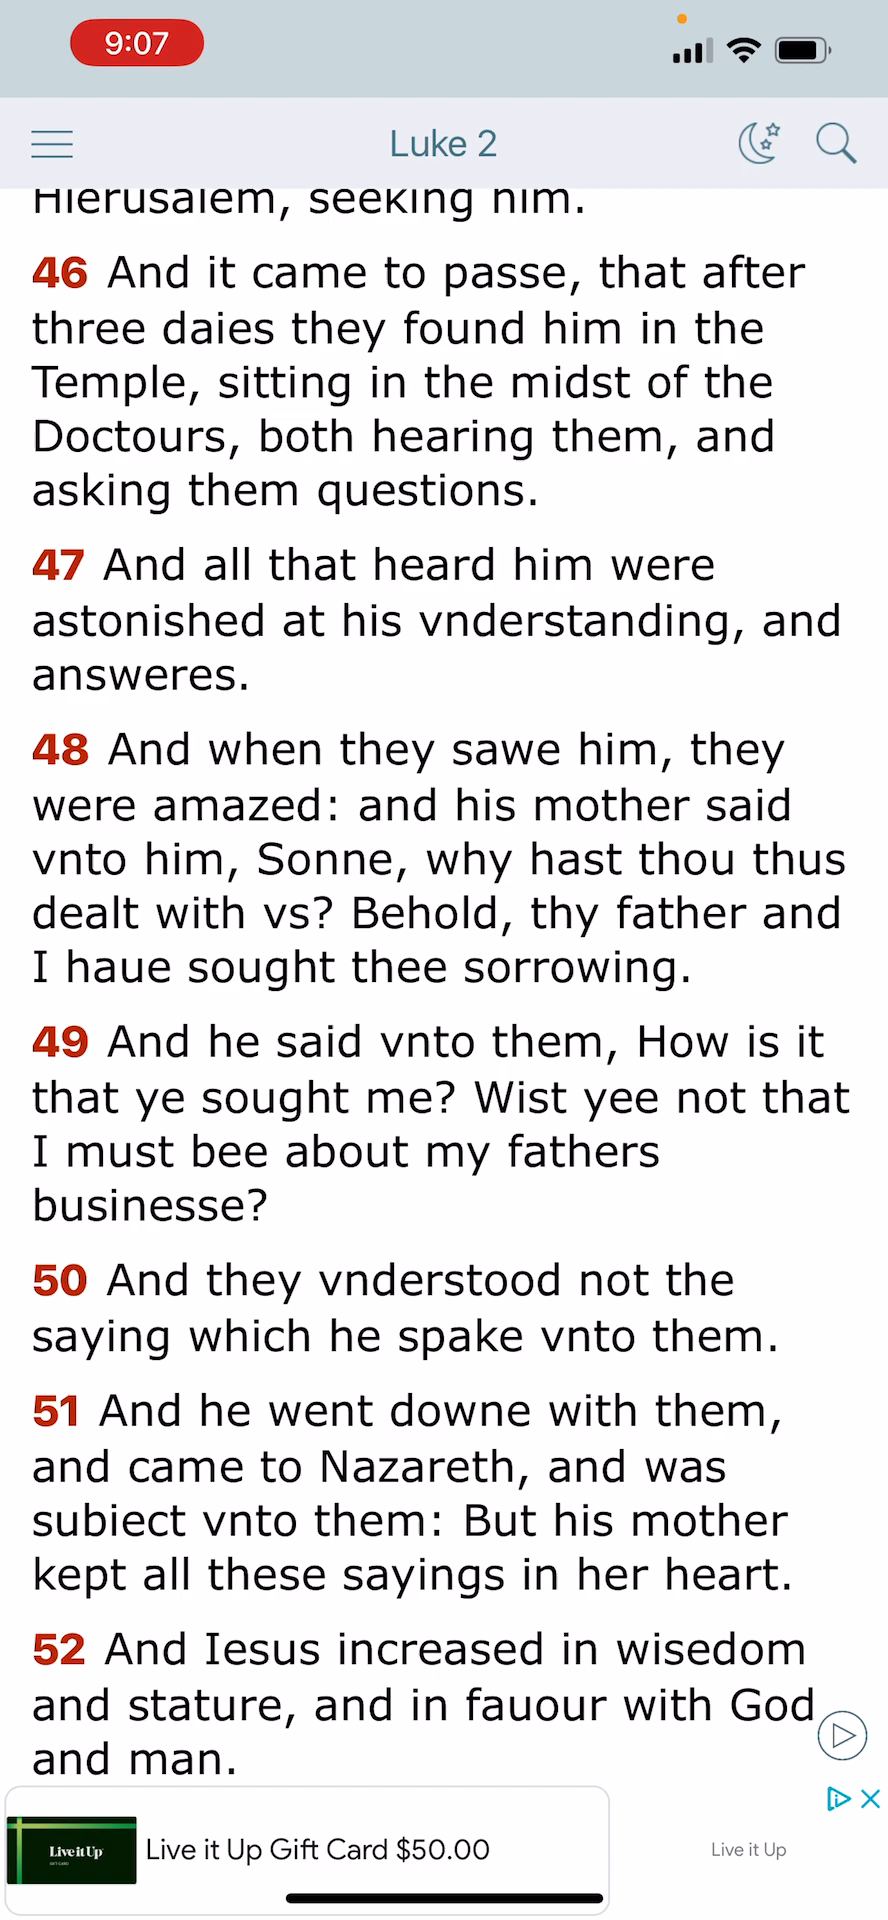 9:07
Luke 2
Hierusalem, seeking him.
46 And it came to passe, that after
three daies they found him in the
Temple, sitting in the midst of the
Doctours, both hearing them, and
asking them questions.
47 And all that heard him were
astonished at his vnderstanding, and
answeres.
48 And when they sawe him, they
were amazed: and his mother said
vnto him, Sonne, why hast thou thus
dealt with vs? Behold, thy father and
I haue sought thee sorrowing.
49 And he said vnto them, How is it
that ye sought me? Wist yee not that
I must bee about my fathers
businesse?
50 And they vnderstood not the
saying which he spake vnto them.
51 And he went downe with them,
and came to Nazareth, and was
subiect vnto them: But his mother
kept all these sayings in her heart.
52 And Iesus increased in wisedom
and stature, and in fauour with God
and man.
Live it Up
GIFT CARD
Live it Up Gift Card $50.00
Live it Up